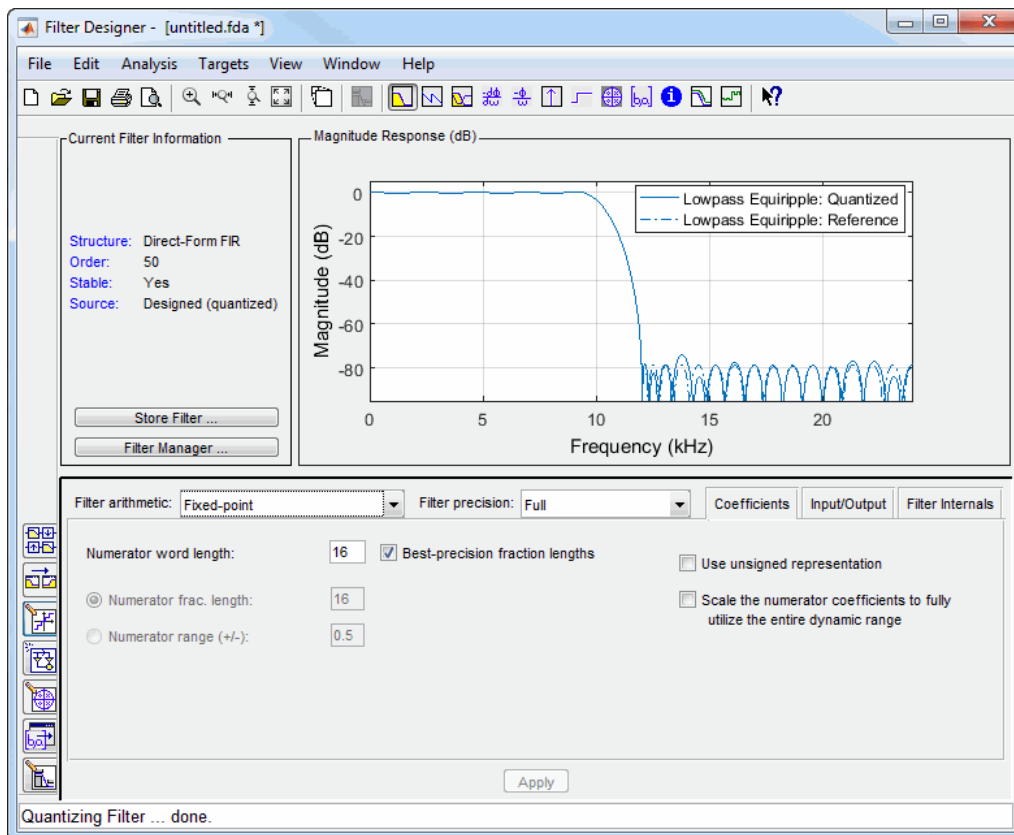 Filter Designer - [untitled.fda *]
File Edit Analysis Targets View Window Help
Current Filter Information
Structure: Direct-Form FIR
Order: 50
Stable: Yes
Source: Designed (quantized)
Store Filter ...
Filter Manager ...
Magnitude Response (dB)
Magnitude (dB)
0
-20
-40
-60
-80
Lowpass Equiripple: Quantized
Lowpass Equiripple: Reference
0 5 10 15 20
Frequency (kHz)
Filter arithmetic: Fixed-point Filter precision: Full Coefficients Input/Output Filter Internals
Numerator word length: 16 Best-precision fraction lengths
Numerator frac. length: 16
Numerator range (+/-): 0.5
Use unsigned representation
Scale the numerator coefficients to fully
utilize the entire dynamic range
Apply
Quantizing Filter ... done.